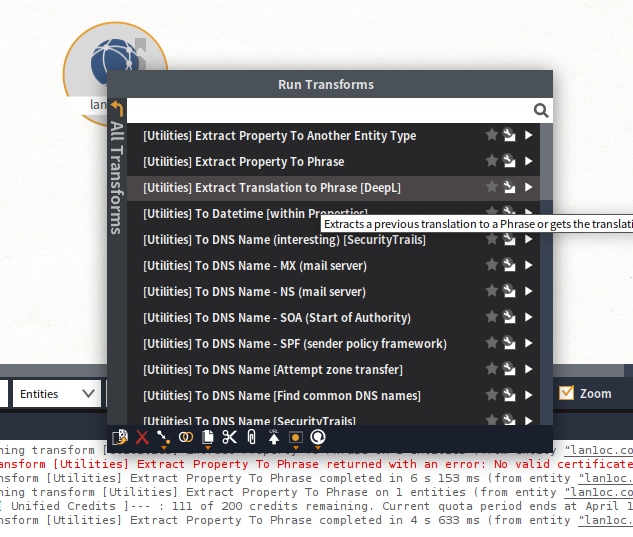 lan
Run Transforms
All Transforms
[Utilities] Extract Property To Another Entity Type
[Utilities] Extract Property To Phrase
[Utilities] Extract Translation to Phrase [DeepL]
[Utilities] To Datetime [within Properties]
Extracts a previous translation to a Phrase or gets the translati
[Utilities] To DNS Name (interesting) [SecurityTrails]
[Utilities] To DNS Name - MX (mail server)
[Utilities] To DNS Name - NS (mail server)
[Utilities] To DNS Name - SOA (Start of Authority)
[Utilities] To DNS Name - SPF (sender policy framework)
[Utilities] To DNS Name [Attempt zone transfer]
[Utilities] To DNS Name [Find common DNS names]
[Utilities] To DNS Name [SecurityTrails]
Entities
Zoom
URL
ning transform (from entity "lanloc.co
ansform [Utilities] Extract Property To Phrase returned with an error: No valid certificate
nsform [Utilities] Extract Property To Phrase completed in 6 s 153 ms (from entity "lanloc.
ning transform [Utilities] Extract Property To Phrase on 1 entities (from entity "lanloc.co
[ Unified Credits ]--- : 111 of 200 credits remaining. Current quota period ends at April 1
nsform [Utilities] Extract Property To Phrase completed in 4 s 633 ms (from entity "lanloc.